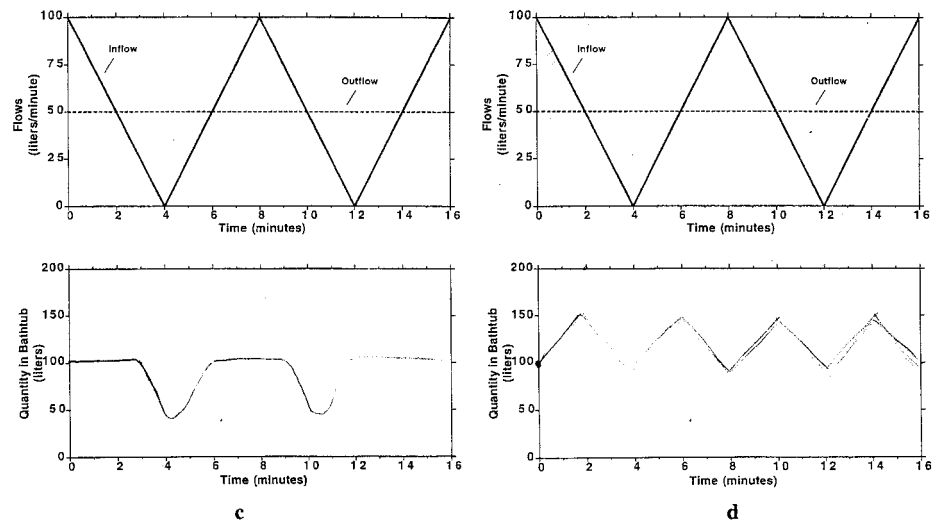 100
75
50
25
0
Flows
(liters/minute)
Inflow
Outflow
0 2 4 6 8 10 12 14 16
Time (minutes)
100
75
50
25
0
Flows
(liters/minute)
Inflow
Outflow
0 2 4 6 8 10 12 14 16
Time (minutes)
200
150
100
50
0
Quantity in Bathtub
(liters)
0 2 4 6 8 10 12 14 16
Time (minutes)
c
200
150
100
50
0
Quantity in Bathtub
(liters)
0 2 4 6 8 10 12 14 16
Time (minutes)
d